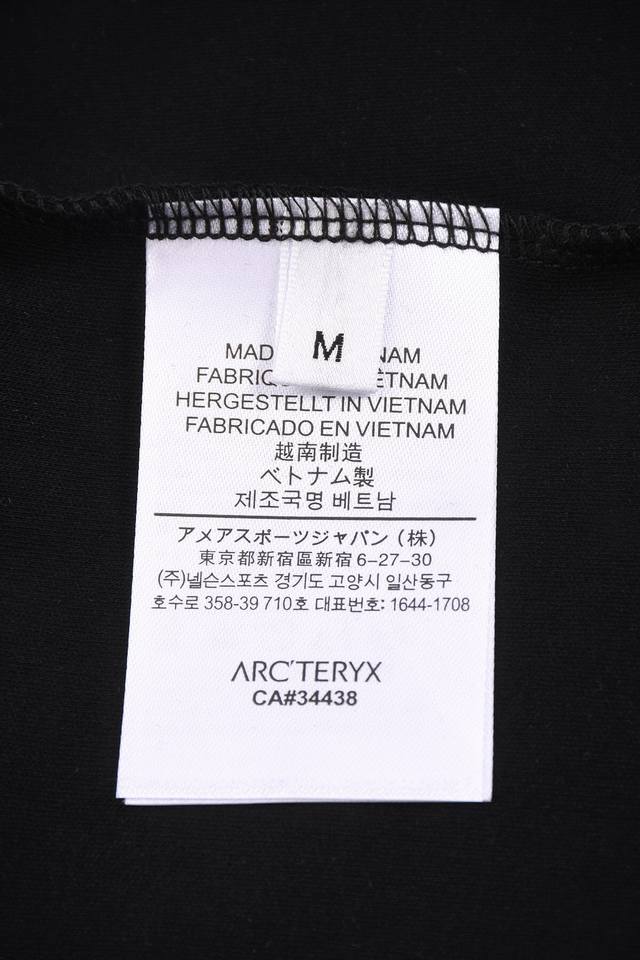 M
MAD NAM
FABRIQ ETNAM
HERGESTELLT IN VIETNAM
FABRICADO EN VIETNAM
越南制造
ベトナム製
제조국명 베트남
アメアスポーツジャパン（株）
東京都新宿區新宿6-27-30
(주)넬슨스포츠 경기도 고양시 일산동구
호수로 358-39 710호 대표번호: 1644-1708
ARC'TERYX
CA#34438